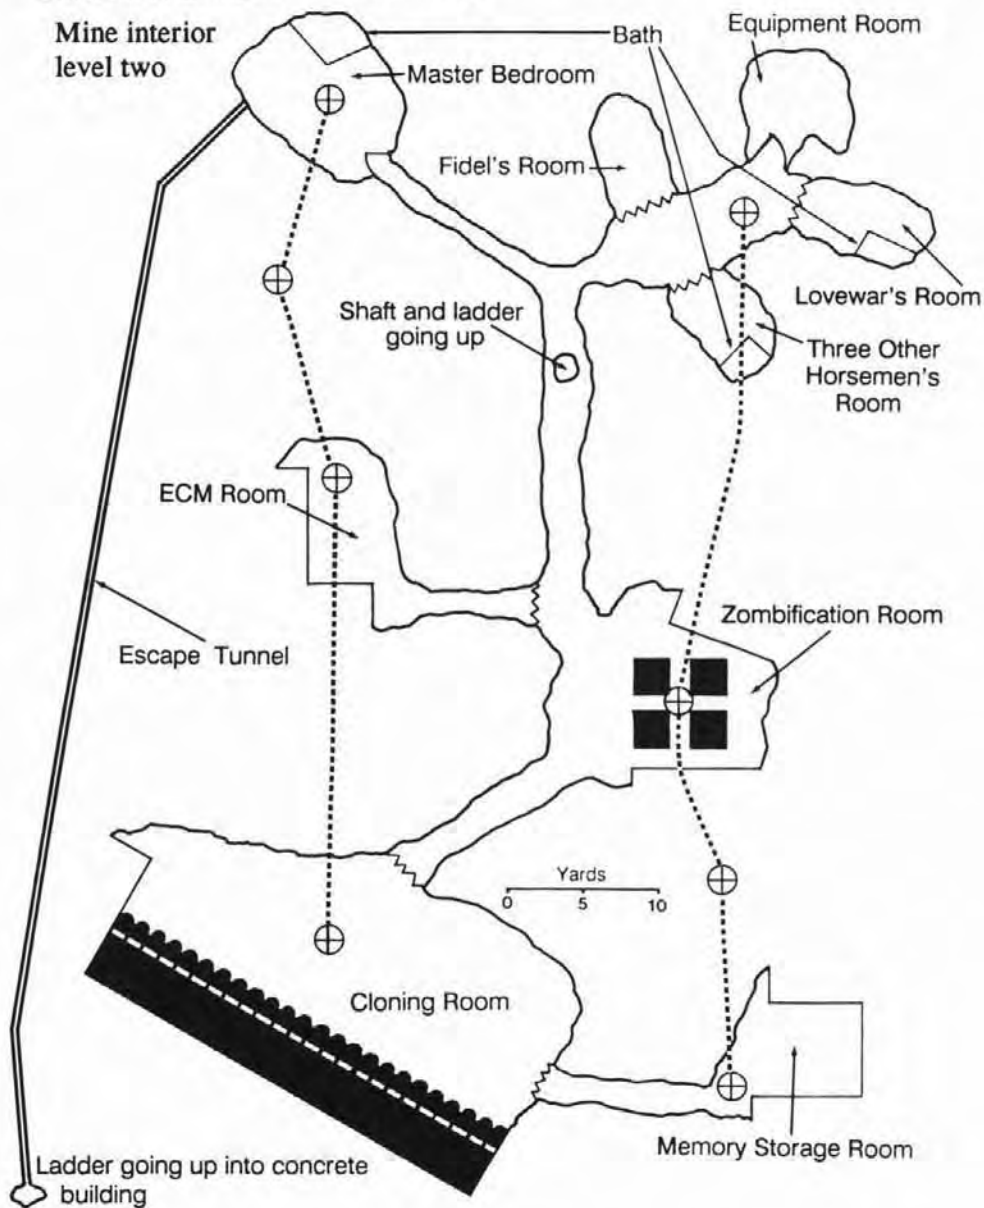 Mine interior
level two
Bath
Equipment Room
Master Bedroom
Fidel's Room
Lovewar's Room
Shaft and ladder
going up
Three Other
Horsemen's
Room
ECM Room
Zombification Room
Escape Tunnel
Yards
0 5 10
Cloning Room
Memory Storage Room
Ladder going up into concrete
building